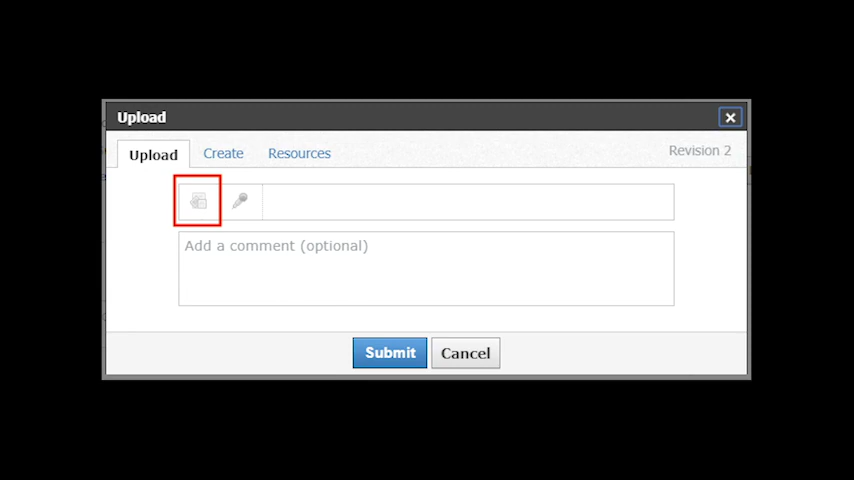 Upload
Upload Create Resources Revision 2
Add a comment (optional)
Submit Cancel